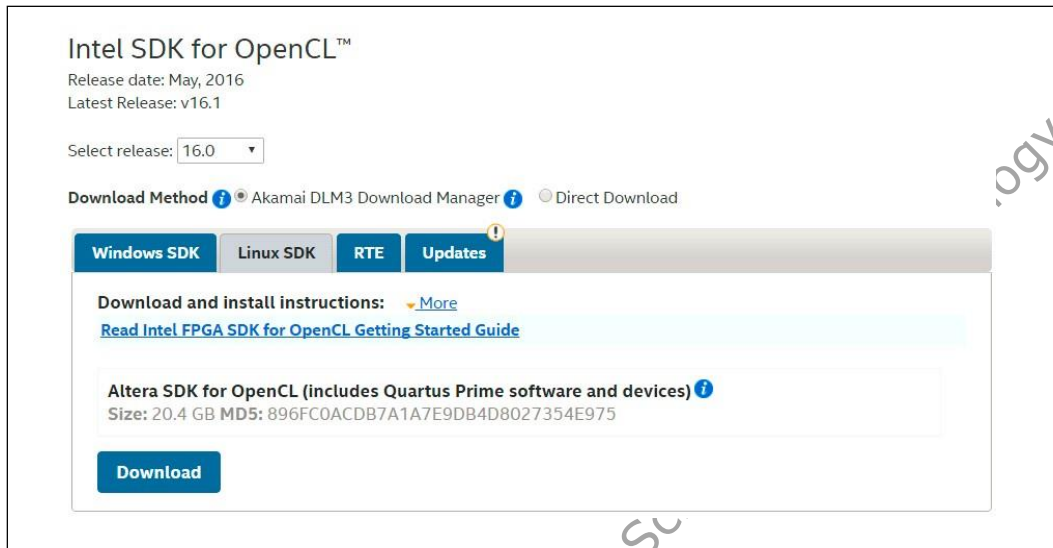 Intel SDK for OpenCL™
Release date: May, 2016
Latest Release: v16.1
Select release: 16.0
Download Method Akamai DLM3 Download Manager Direct Download
Windows SDK Linux SDK RTE Updates
Download and install instructions: More
Read Intel FPGA SDK for OpenCL Getting Started Guide
Altera SDK for OpenCL (includes Quartus Prime software and devices)
Size: 20.4 GB MD5: 896FC0ACDB7A1A7E9DB4D8027354E975
Download